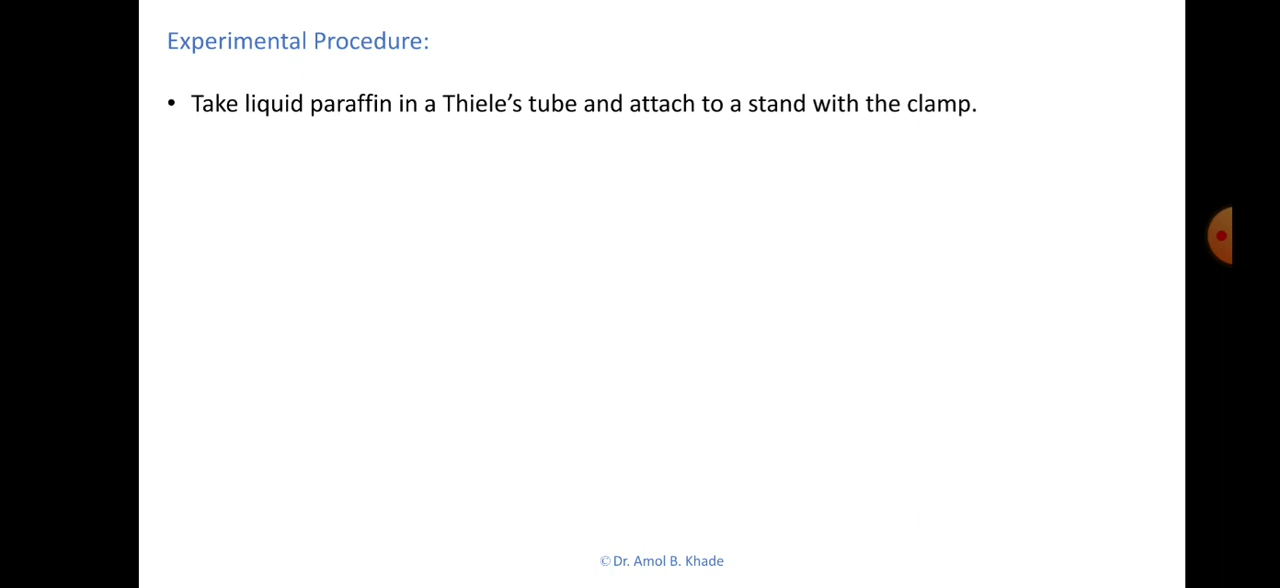 Experimental Procedure:
• Take liquid paraffin in a Thiele’s tube and attach to a stand with the clamp.
© Dr. Amol B. Khade